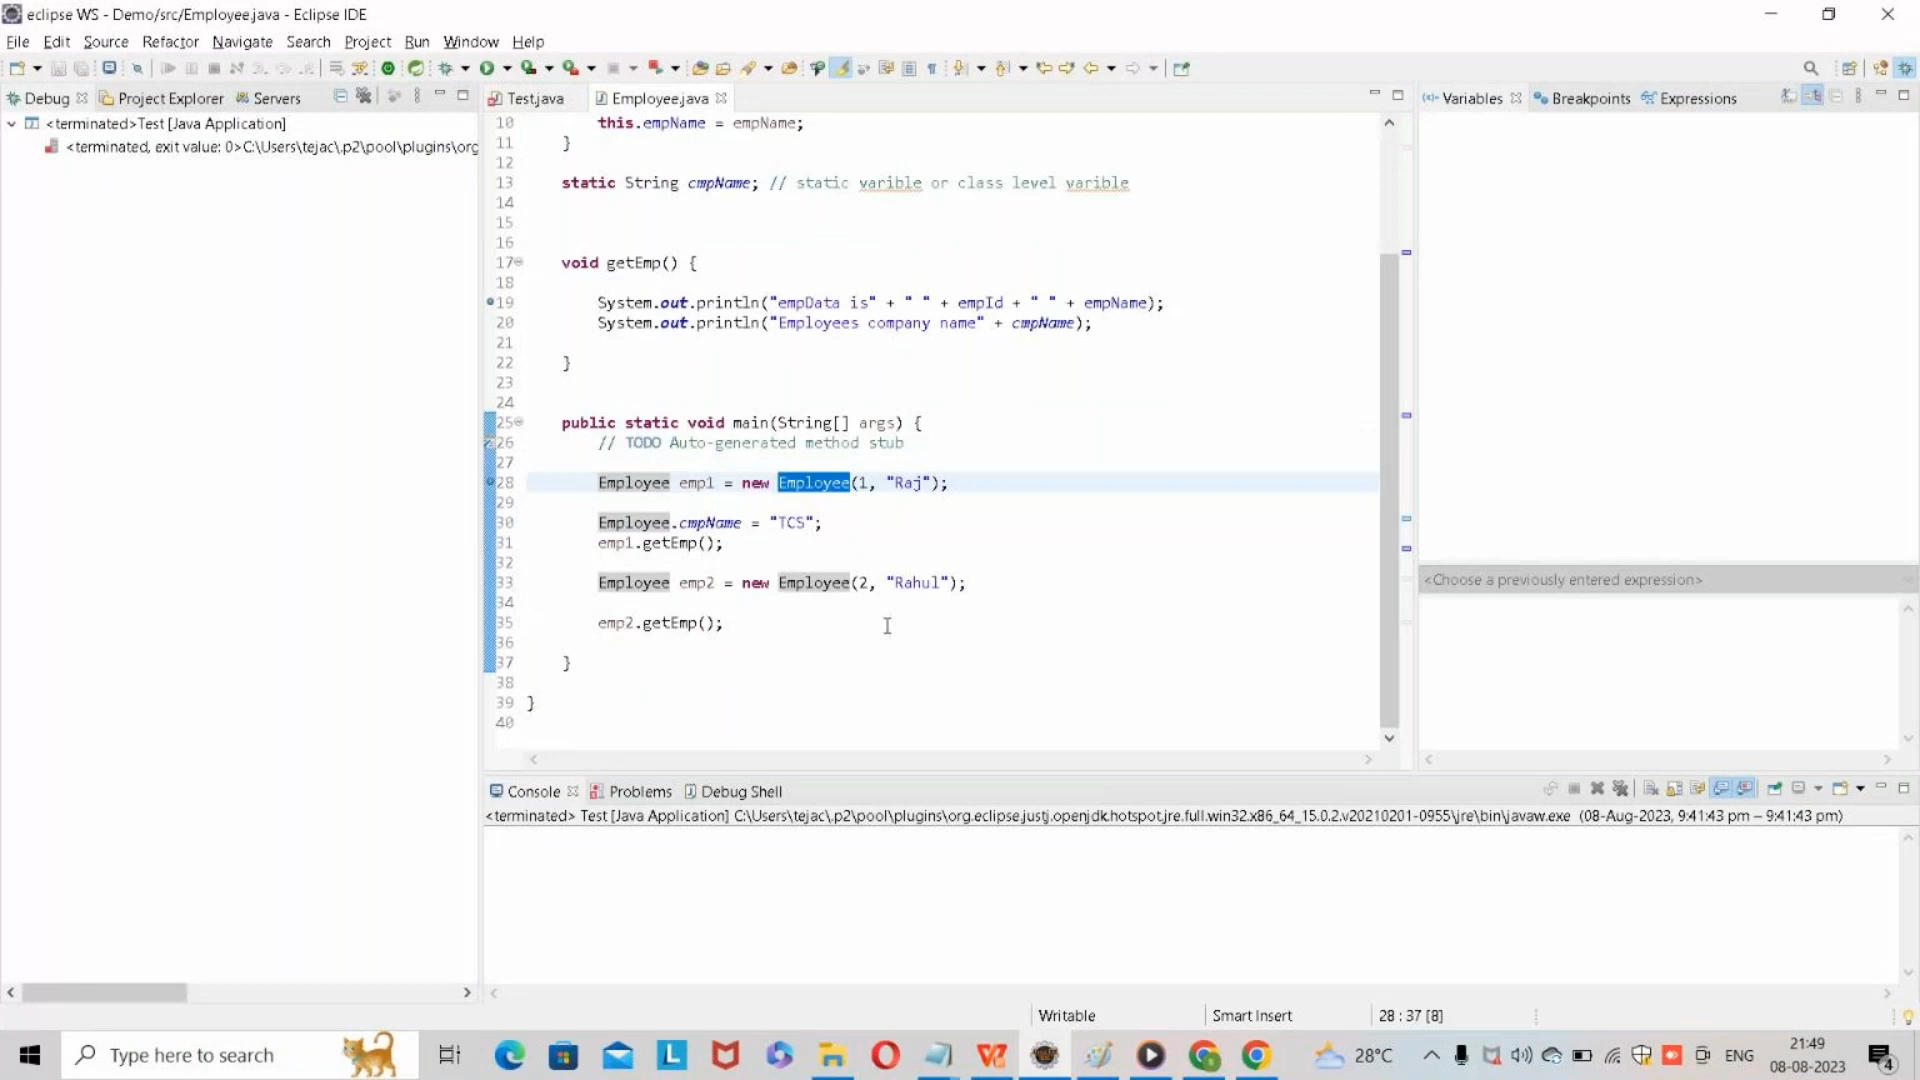 eclipse WS - Demo/src/Employee.java - Eclipse IDE
File Edit Source Refactor Navigate Search Project Run Window Help
Debug Project Explorer Servers
Test.java Employee.java
Variables Breakpoints Expressions
<terminated>Test [Java Application]
<terminated, exit value: 0>C:\Users\tejac\.p2\pool\plugins\org
10 this.empName = empName;
11 }
12
13 static String cmpName; // static varible or class level varible
14
15
16
17 void getEmp() {
18
19 System.out.println("empData is" + " " + empId + " " + empName);
20 System.out.println("Employees company name" + cmpName);
21
22 }
23
24
25 public static void main(String[] args) {
26 // TODO Auto-generated method stub
27
28 Employee emp1 = new Employee(1, "Raj");
29
30 Employee.cmpName = "TCS";
31 emp1.getEmp();
32
33 Employee emp2 = new Employee(2, "Rahul");
34
35 emp2.getEmp();
36
37 }
38
39 }
40
<Choose a previously entered expression>
Console Problems Debug Shell
<terminated> Test [Java Application] C:\Users\tejac\.p2\pool\plugins\org.eclipse.justj.openjdk.hotspot.jre.full.win32.x86_64_15.0.2.v20210201-0955\jre\bin\javaw.exe (08-Aug-2023, 9:41:43 pm – 9:41:43 pm)
Writable Smart Insert 28 : 37 [8]
Type here to search
28°C
ENG
21:49
08-08-2023
4